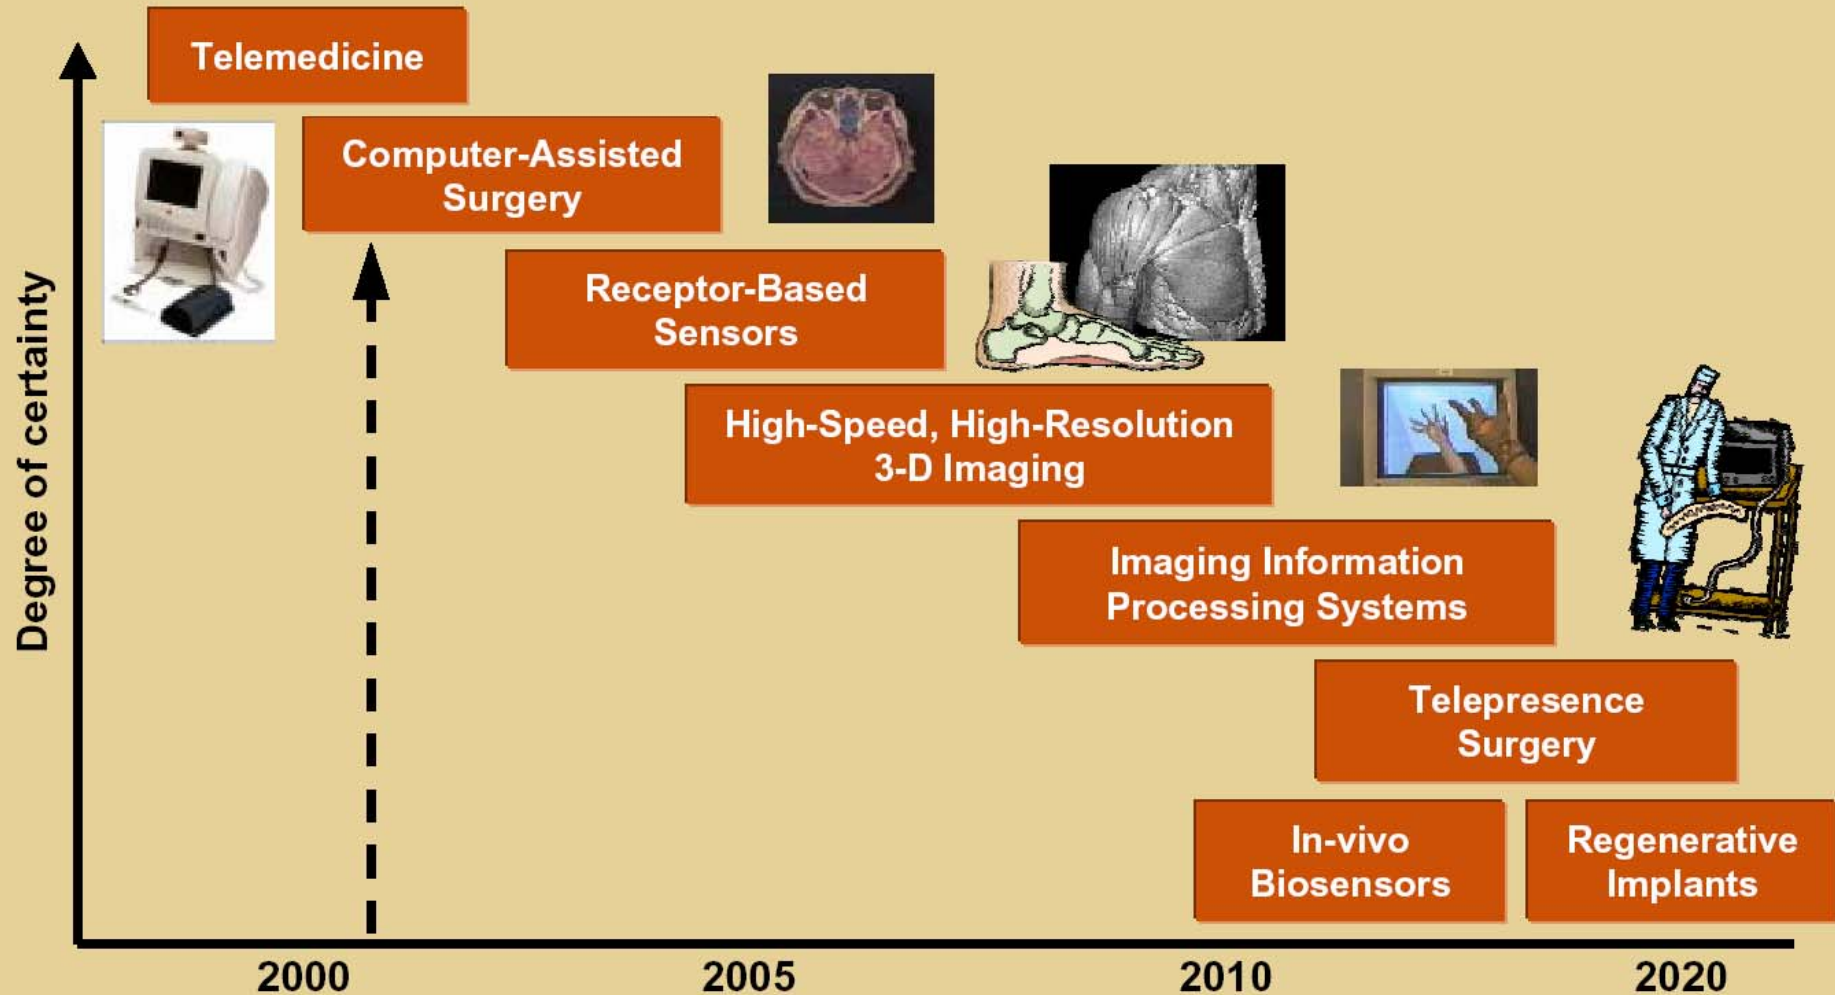 Telemedicine
Computer-Assisted
Surgery
Receptor-Based
Sensors
High-Speed, High-Resolution
3-D Imaging
Imaging Information
Processing Systems
Telepresence
Surgery
In-vivo
Biosensors
Regenerative
Implants
Degree of certainty
2000
2005
2010
2020